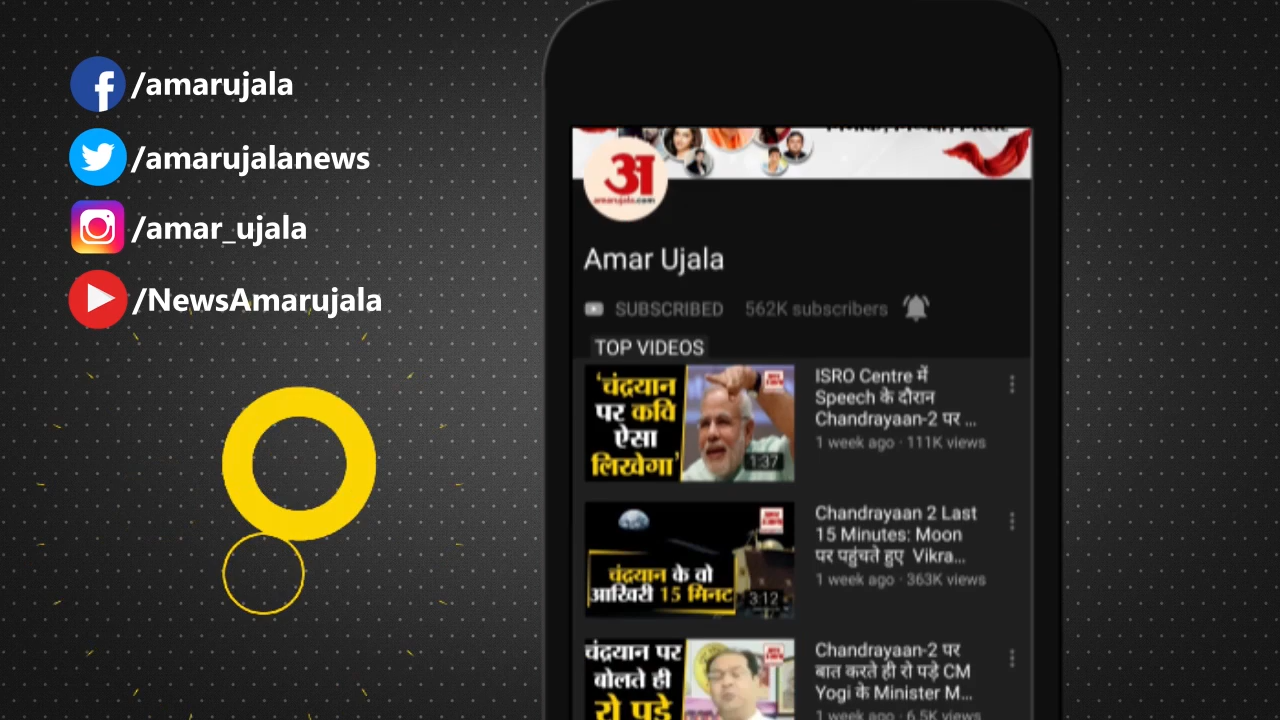 /amarujala
/amarujalanews
/amar_ujala
/NewsAmarujala
अ
amarujala.com
Amar Ujala
SUBSCRIBED 562K subscribers
TOP VIDEOS
'चंद्रयान
पर कवि
ऐसा
लिखेगा'
1:37
ISRO Centre में
Speech के दौरान
Chandrayaan-2 पर ...
1 week ago · 111K views
चंद्रयान के वो
आखिरी 15 मिनट
3:12
Chandrayaan 2 Last
15 Minutes: Moon
पर पहुंचते हुए Vikra...
1 week ago · 363K views
चंद्रयान पर
बोलते ही
रो पड़े
Chandrayaan-2 पर
बात करते ही रो पड़े CM
Yogi के Minister M...
1 week ago · 6.5K views